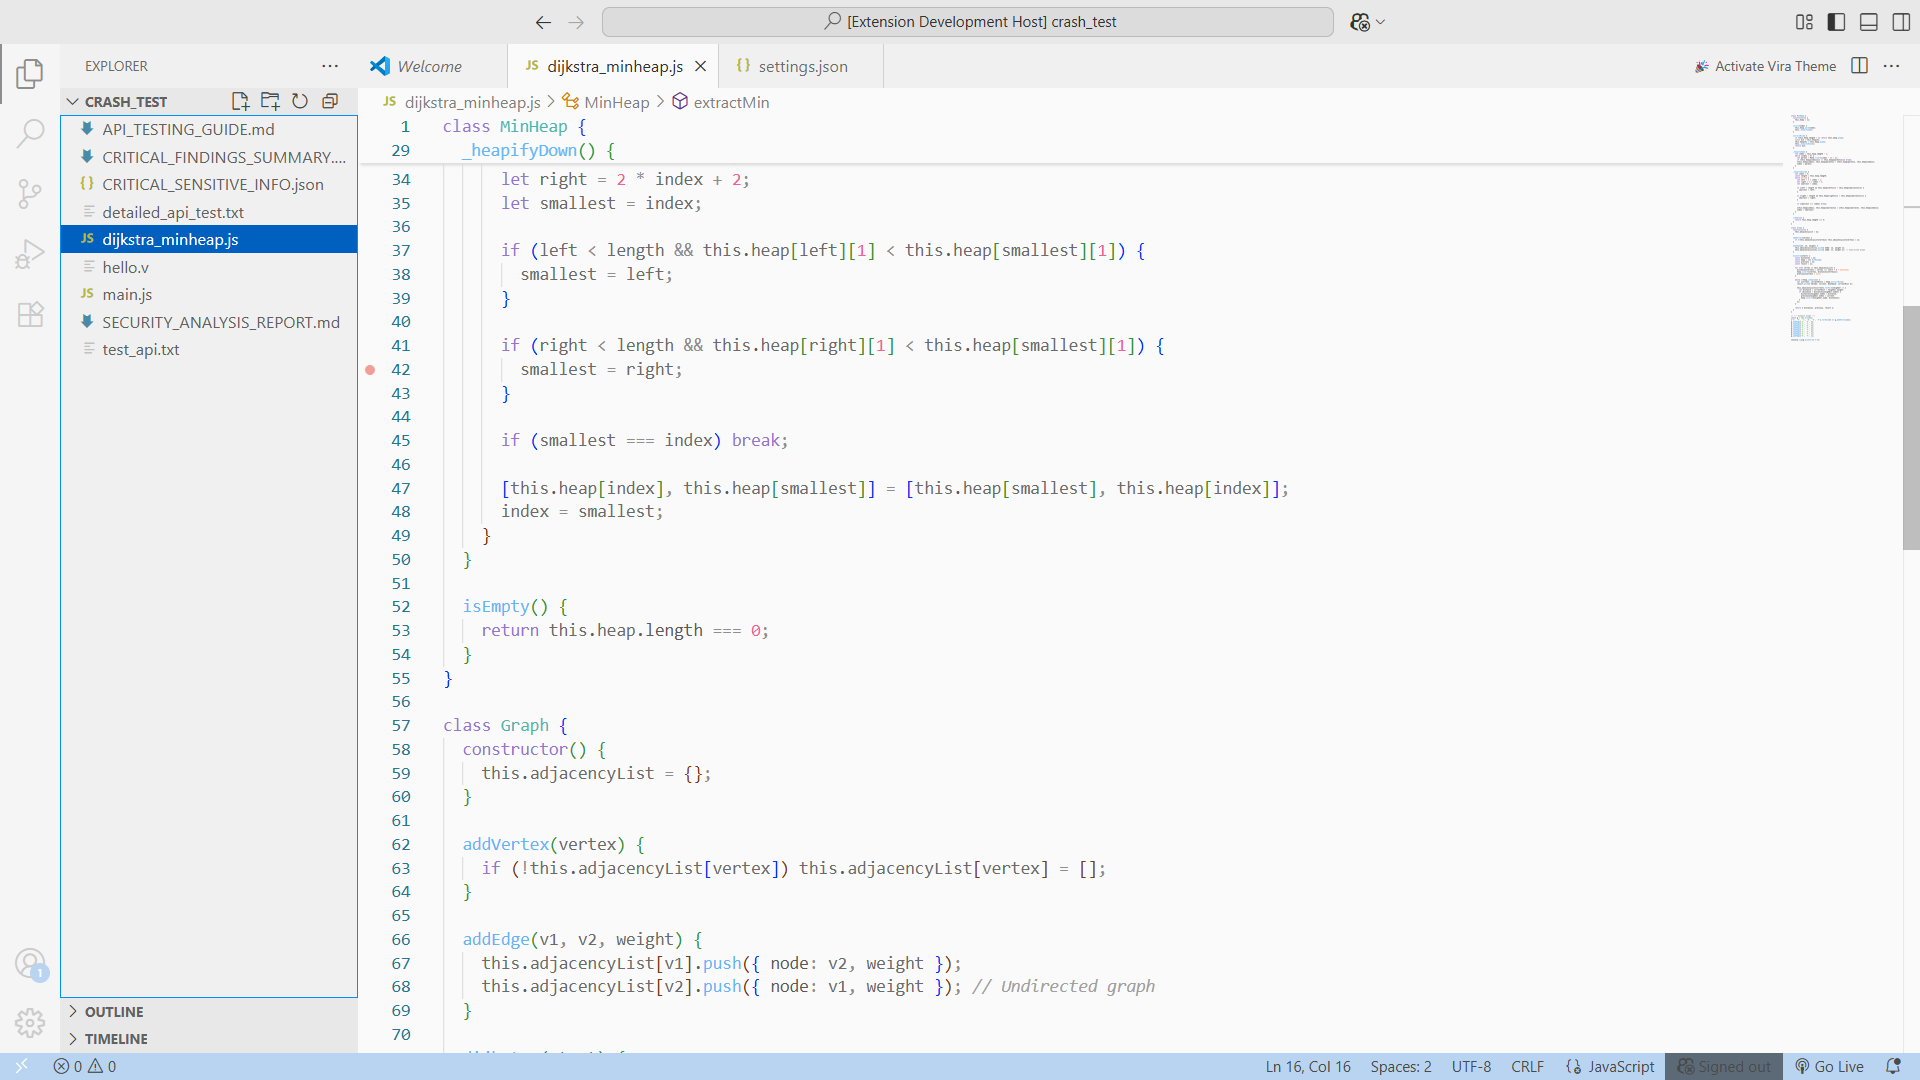 [Extension Development Host] crash_test
EXPLORER
Welcome
JS dijkstra_minheap.js
{} settings.json
Activate Vira Theme
CRASH_TEST
API_TESTING_GUIDE.md
CRITICAL_FINDINGS_SUMMARY....
{} CRITICAL_SENSITIVE_INFO.json
detailed_api_test.txt
JS dijkstra_minheap.js
hello.v
JS main.js
SECURITY_ANALYSIS_REPORT.md
test_api.txt
OUTLINE
TIMELINE
1
JS dijkstra_minheap.js > MinHeap > extractMin
1 class MinHeap {
29 _heapifyDown() {
34 let right = 2 * index + 2;
35 let smallest = index;
36
37 if (left < length && this.heap[left][1] < this.heap[smallest][1]) {
38 smallest = left;
39 }
40
41 if (right < length && this.heap[right][1] < this.heap[smallest][1]) {
42 smallest = right;
43 }
44
45 if (smallest === index) break;
46
47 [this.heap[index], this.heap[smallest]] = [this.heap[smallest], this.heap[index]];
48 index = smallest;
49 }
50 }
51
52 isEmpty() {
53 return this.heap.length === 0;
54 }
55 }
56
57 class Graph {
58 constructor() {
59 this.adjacencyList = {};
60 }
61
62 addVertex(vertex) {
63 if (!this.adjacencyList[vertex]) this.adjacencyList[vertex] = [];
64 }
65
66 addEdge(v1, v2, weight) {
67 this.adjacencyList[v1].push({ node: v2, weight });
68 this.adjacencyList[v2].push({ node: v1, weight }); // Undirected graph
69 }
70
0 0
Ln 16, Col 16
Spaces: 2
UTF-8
CRLF
{} JavaScript
Signed out
Go Live